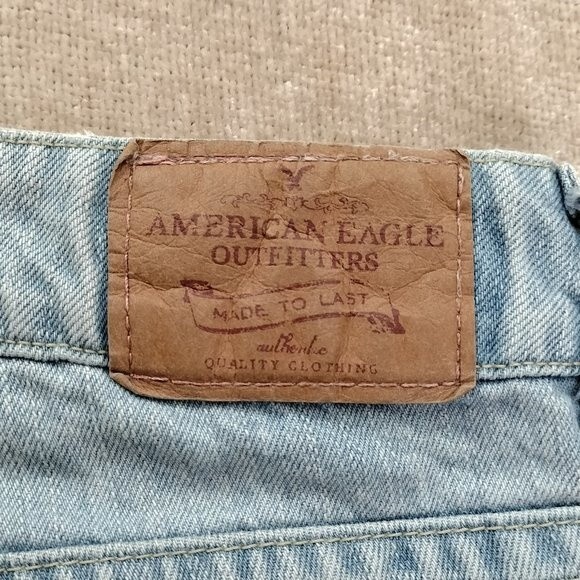 AMERICAN EAGLE
OUTFITTERS
MADE TO LAST
authentic
QUALITY CLOTHING